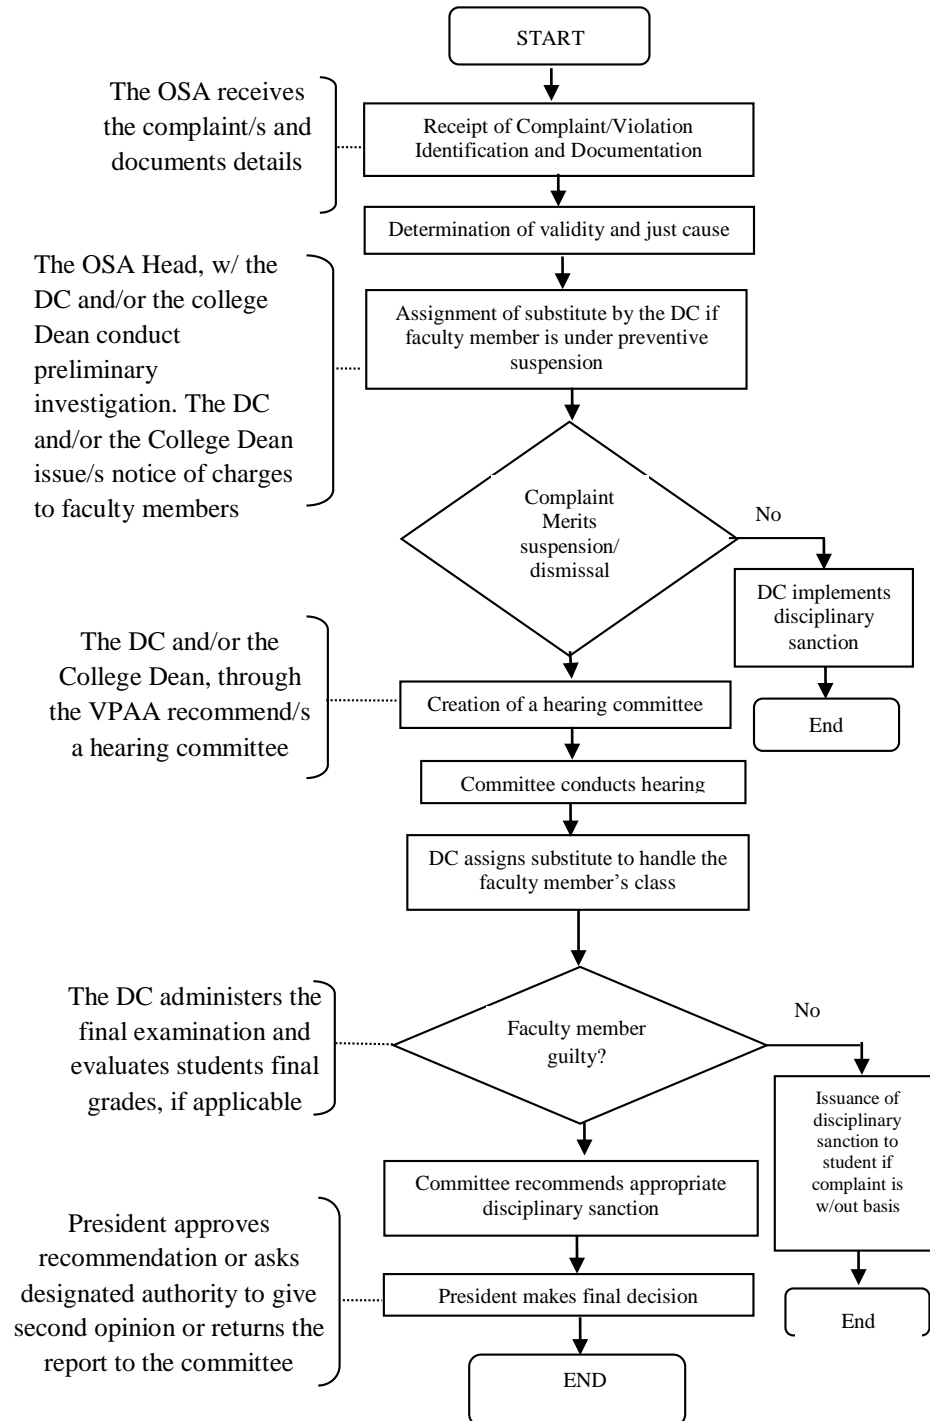 START
The OSA receives
the complaint/s and
documents details
Receipt of Complaint/Violation
Identification and Documentation
Determination of validity and just cause
The OSA Head, w/ the
DC and/or the college
Dean conduct
preliminary
investigation. The DC
and/or the College Dean
issue/s notice of charges
to faculty members
Assignment of substitute by the DC if
faculty member is under preventive
suspension
Complaint
Merits
suspension/
dismissal
No
DC implements
disciplinary
sanction
End
The DC and/or the
College Dean, through
the VPAA recommend/s
a hearing committee
Creation of a hearing committee
Committee conducts hearing
DC assigns substitute to handle the
faculty member’s class
The DC administers the
final examination and
evaluates students final
grades, if applicable
Faculty member
guilty?
No
Issuance of
disciplinary
sanction to
student if
complaint is
w/out basis
End
Committee recommends appropriate
disciplinary sanction
President approves
recommendation or asks
designated authority to give
second opinion or returns the
report to the committee
President makes final decision
END